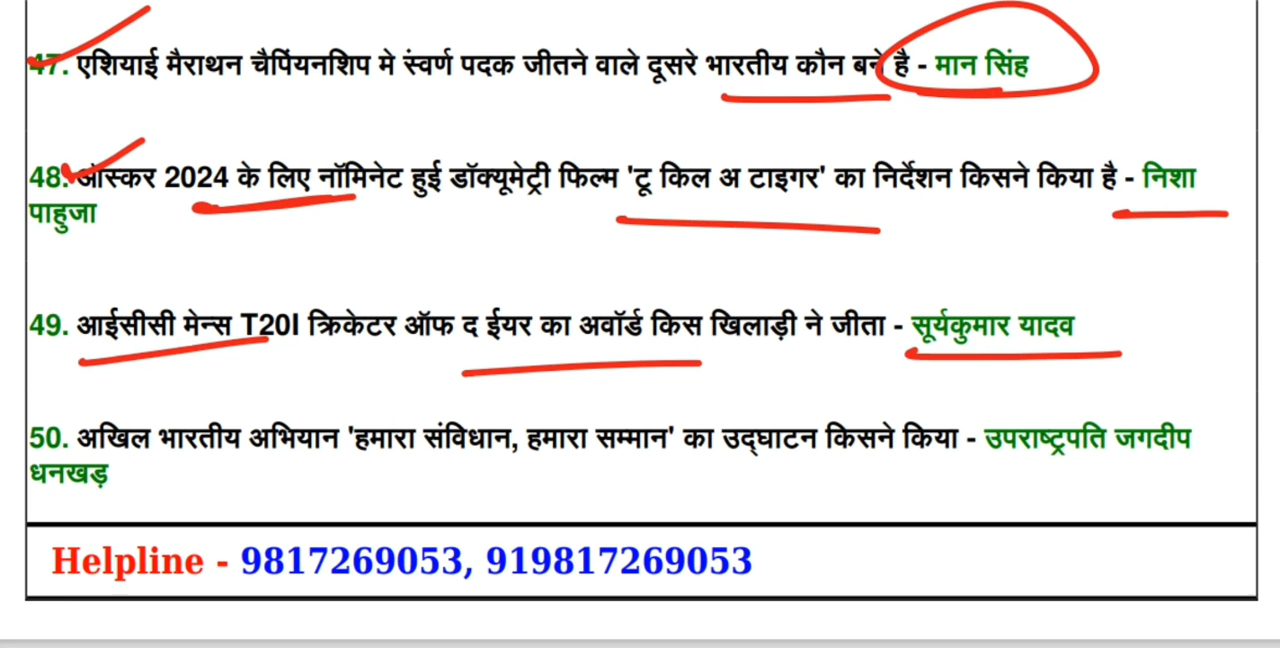 47. एशियाई मैराथन चैपिंयनशिप मे स्ंवर्ण पदक जीतने वाले दूसरे भारतीय कौन बने है - मान सिंह
48. ऑस्कर 2024 के लिए नॉमिनेट हुई डॉक्यूमेट्री फिल्म 'टू किल अ टाइगर' का निर्देशन किसने किया है - निशा
पाहुजा
49. आईसीसी मेन्स T20I क्रिकेटर ऑफ द ईयर का अवॉर्ड किस खिलाड़ी ने जीता - सूर्यकुमार यादव
50. अखिल भारतीय अभियान 'हमारा संविधान, हमारा सम्मान' का उद्घाटन किसने किया - उपराष्ट्रपति जगदीप
धनखड़
Helpline - 9817269053, 919817269053